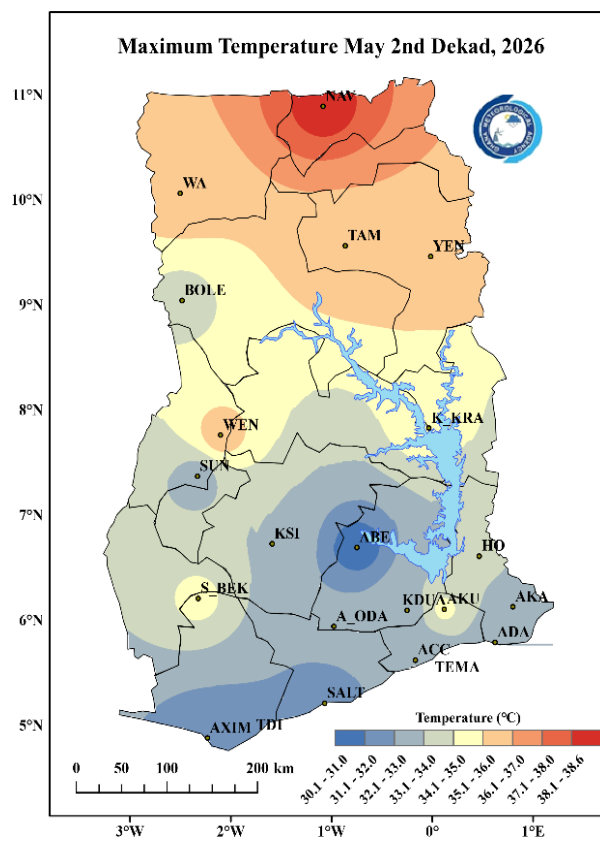 Maximum Temperature May 2nd Dekad, 2026
11°N
10°N
9°N
8°N
7°N
6°N
5°N
NAV
GHANA METEOROLOGICAL AGENCY
WA
TAM
YEN
BOLE
WEN
K_KRA
SUN
KSI
ABE
HO
S_BEK
KDUA
AKU
AKA
A_ODA
ADA
ACC
TEMA
SALT
AXIM
TDI
Temperature (°C)
30.1 - 31.0
31.1 - 32.0
32.1 - 33.0
33.1 - 34.0
34.1 - 35.0
35.1 - 36.0
36.1 - 37.0
37.1 - 38.0
38.1 - 38.6
0 50 100 200 km
3°W 2°W 1°W 0° 1°E